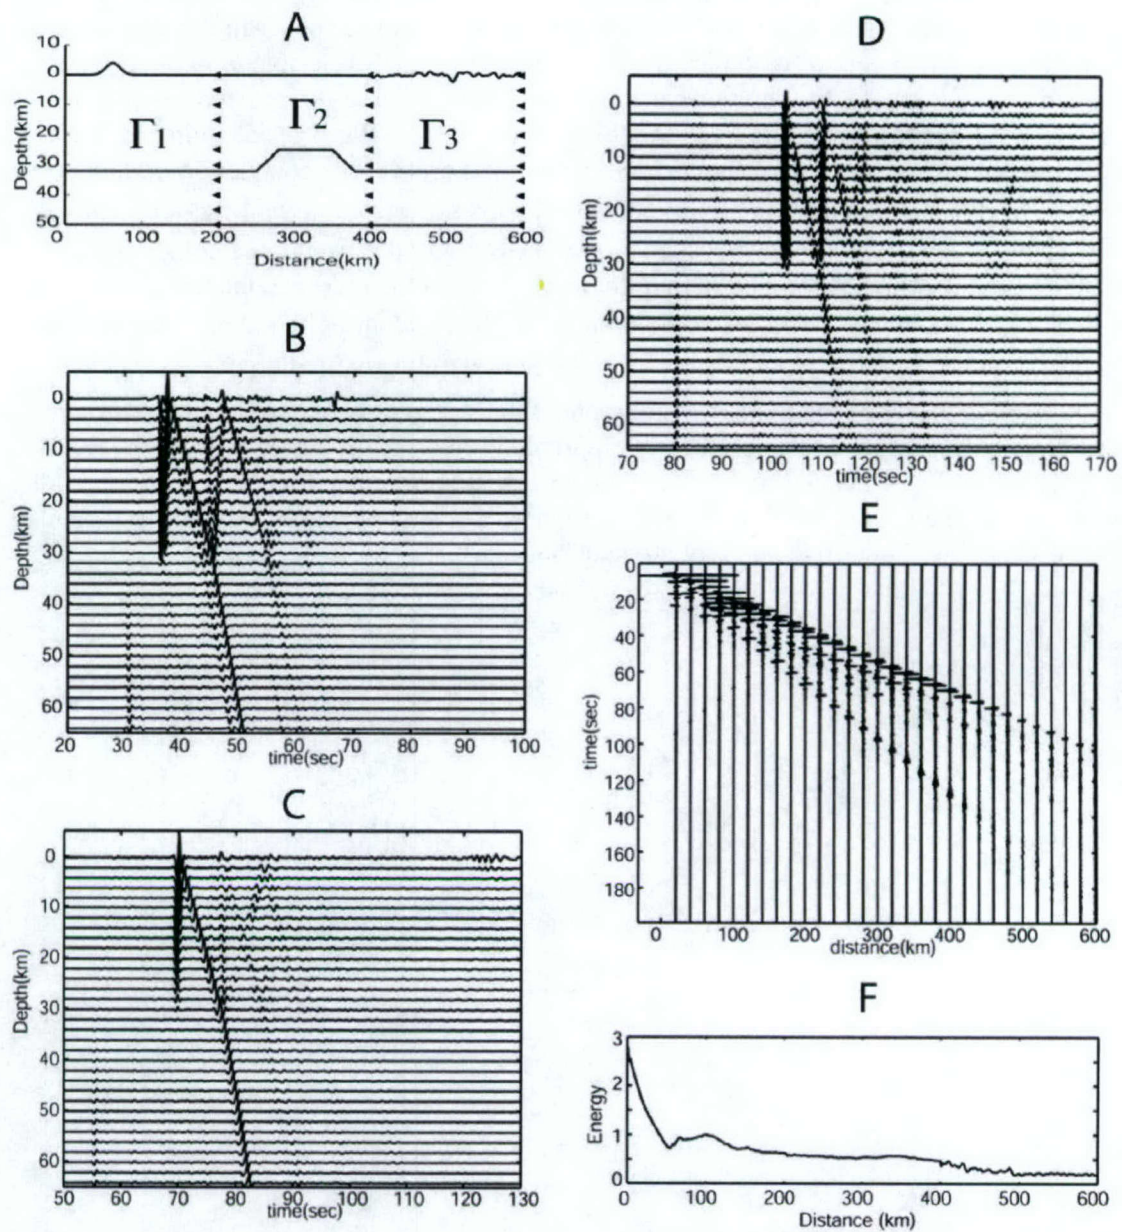 A
10
0
10
20
30
40
50
Depth(km)
Γ1
Γ2
Γ3
0 100 200 300 400 500 600
Distance(km)
B
0
10
20
30
40
50
60
Depth(km)
20 30 40 50 60 70 80 90 100
time(sec)
C
0
10
20
30
40
50
60
Depth(km)
50 60 70 80 90 100 110 120 130
time(sec)
D
0
10
20
30
40
50
60
Depth(km)
70 80 90 100 110 120 130 140 150 160 170
time(sec)
E
0
20
40
60
80
100
120
140
160
180
time(sec)
0 100 200 300 400 500 600
distance(km)
F
3
2
1
0
Energy
0 100 200 300 400 500 600
Distance (km)